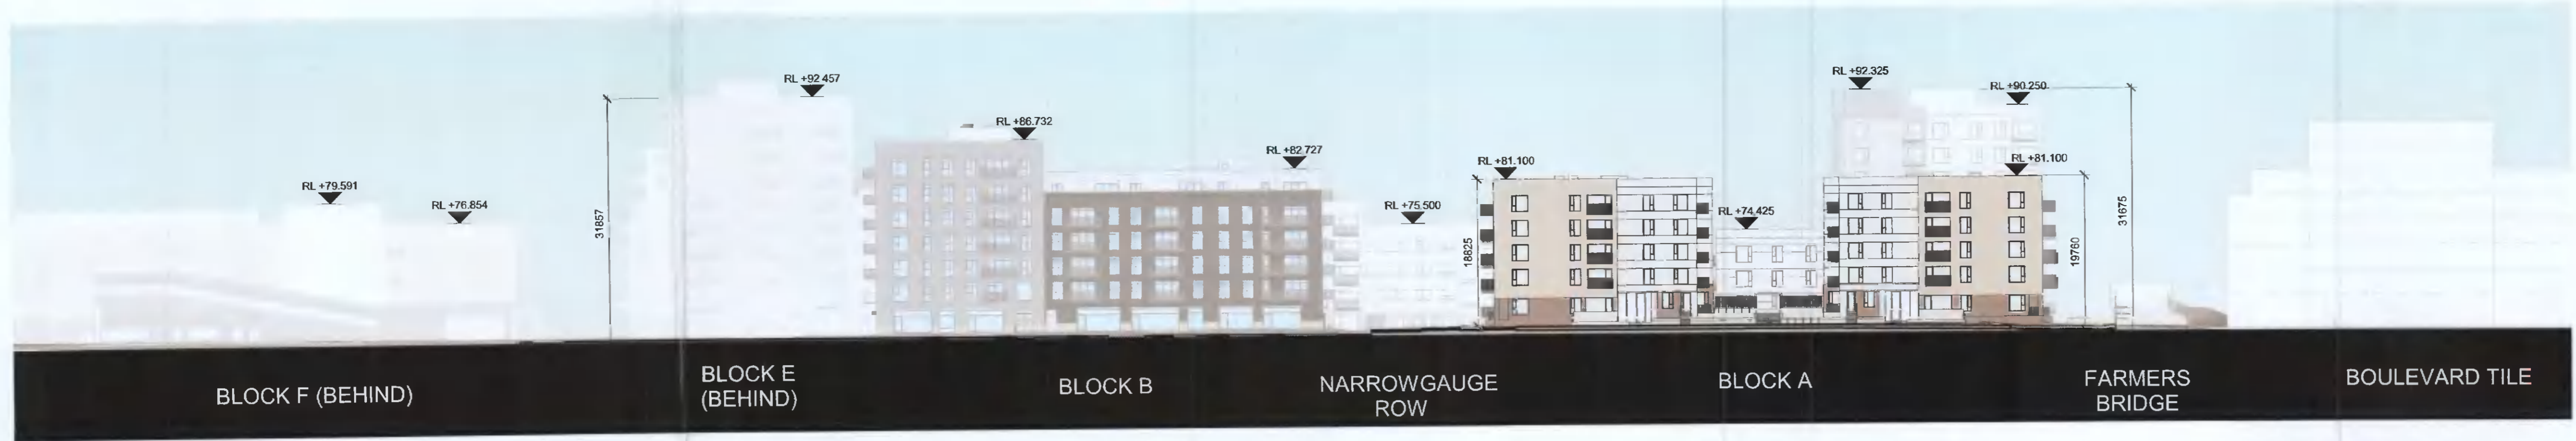 RL +92.457
RL +92.325
RL +90.250
RL +86.732
RL +82.727
RL +81.100
RL +81.100
RL +79.591
RL +76.854
RL +75.500
RL +74.425
31857
18825
19760
31675
BLOCK F (BEHIND)
BLOCK E
(BEHIND)
BLOCK B
NARROWGAUGE
ROW
BLOCK A
FARMERS
BRIDGE
BOULEVARD TILE